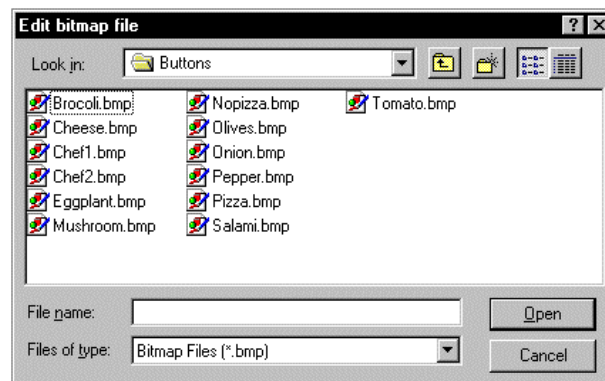 Edit bitmap file
Look in: Buttons
Brocoli.bmp Nopizza.bmp Tomato.bmp
Cheese.bmp Olives.bmp
Chef1.bmp Onion.bmp
Chef2.bmp Pepper.bmp
Eggplant.bmp Pizza.bmp
Mushroom.bmp Salami.bmp
File name: Open
Files of type: Bitmap Files (*.bmp) Cancel